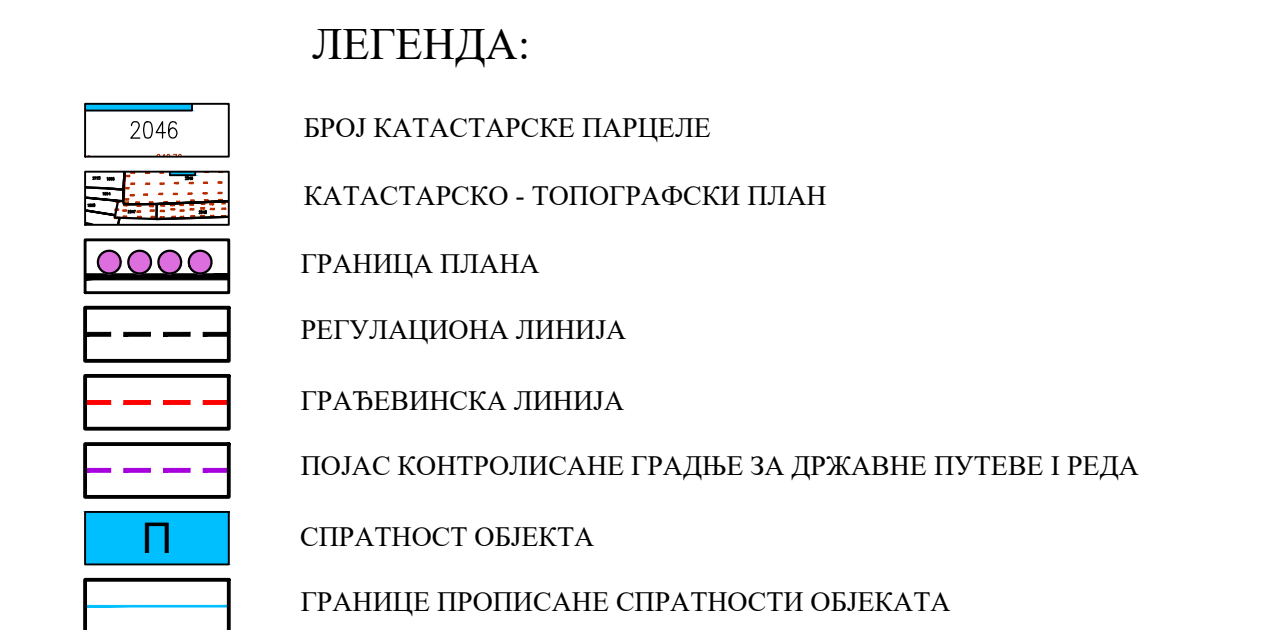 ЛЕГЕНДА:
2046
БРОЈ КАТАСТАРСКЕ ПАРЦЕЛЕ
КАТАСТАРСКО - ТОПОГРАФСКИ ПЛАН
ГРАНИЦА ПЛАНА
РЕГУЛАЦИОНА ЛИНИЈА
ГРАЂЕВИНСКА ЛИНИЈА
ПОЈАС КОНТРОЛИСАНЕ ГРАДЊЕ ЗА ДРЖАВНЕ ПУТЕВЕ I РЕДА
П
СПРАТНОСТ ОБЈЕКТА
ГРАНИЦЕ ПРОПИСАНЕ СПРАТНОСТИ ОБЈЕКАТА